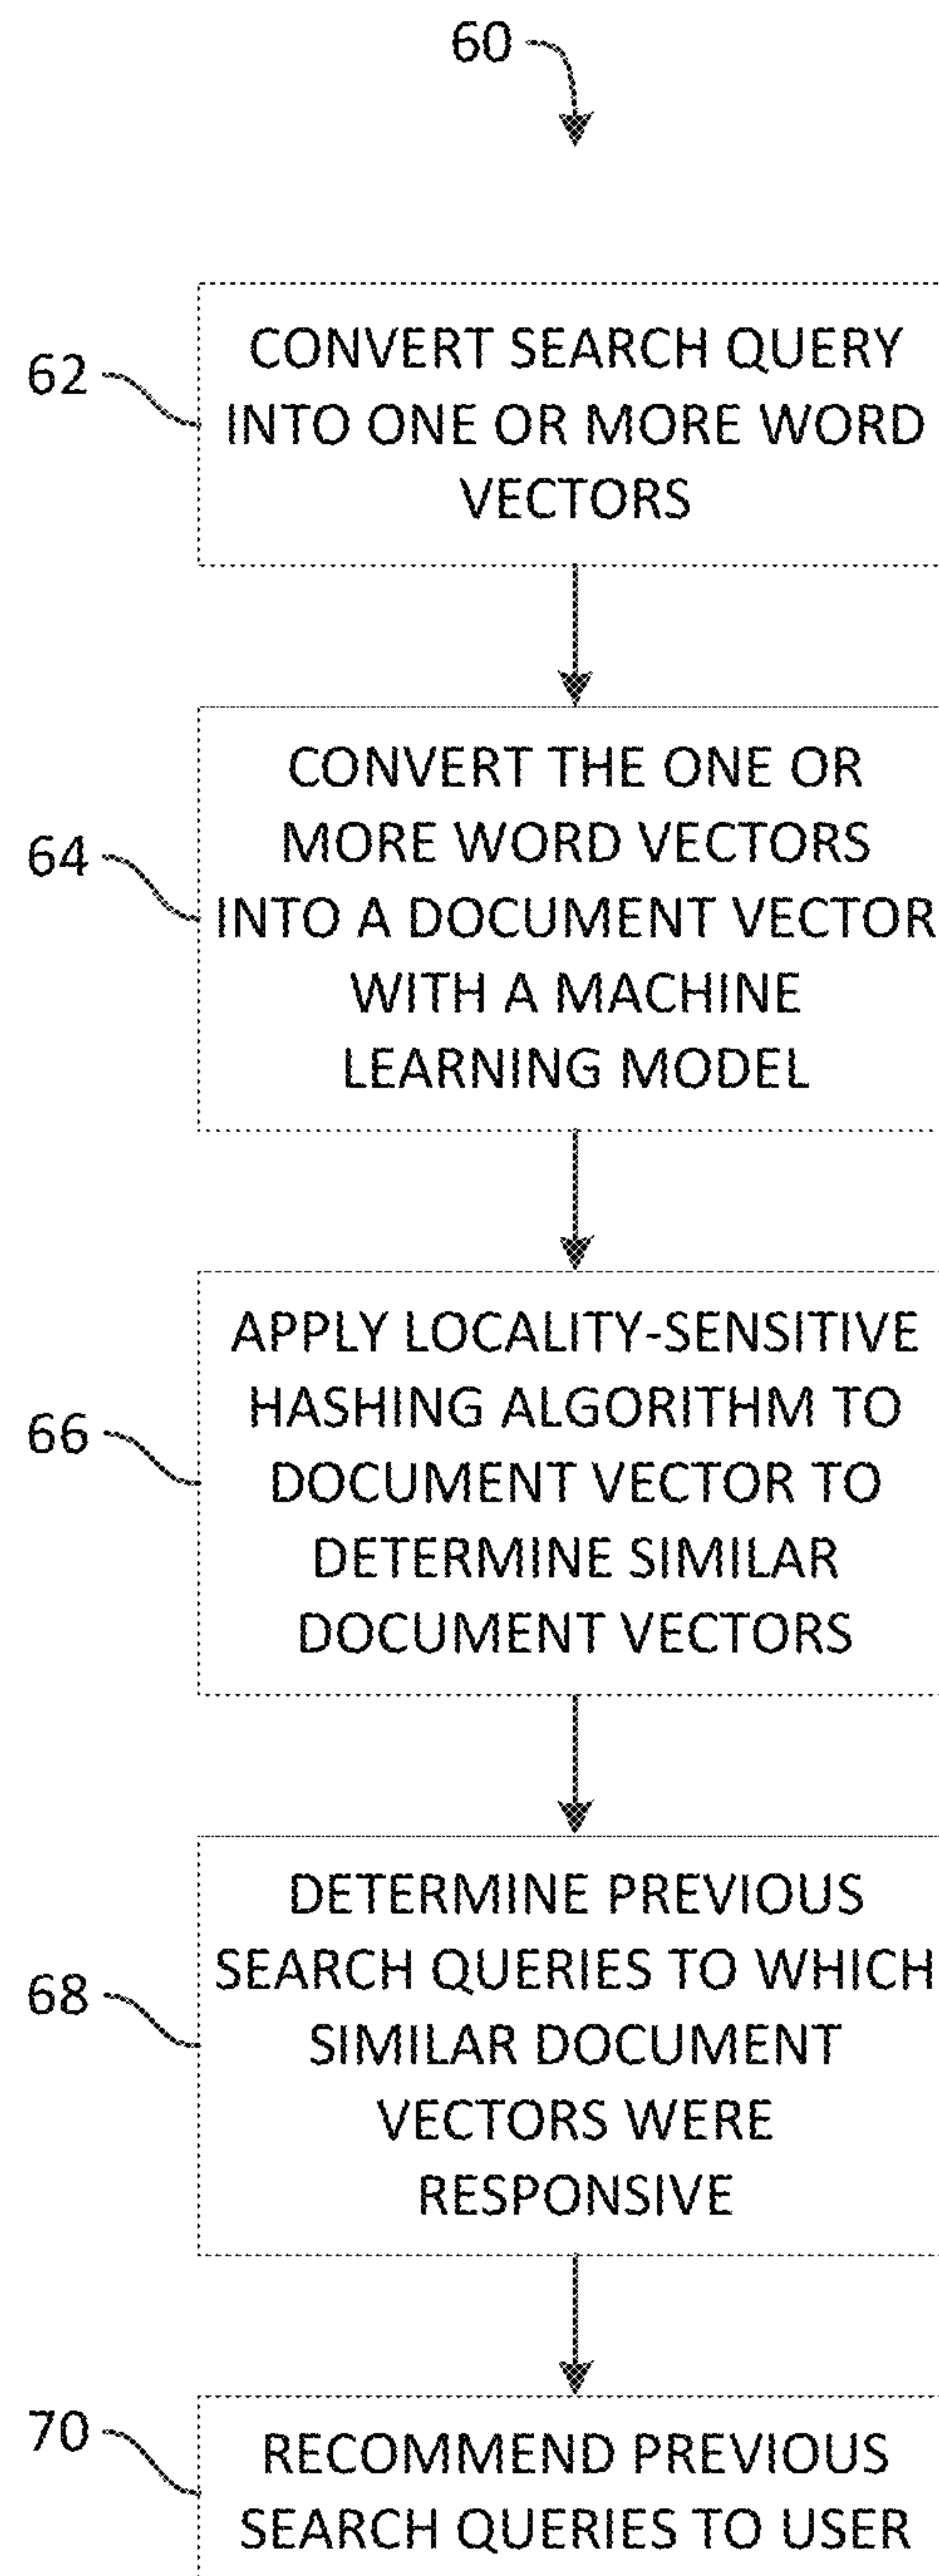 60
62
CONVERT SEARCH QUERY
INTO ONE OR MORE WORD
VECTORS
64
CONVERT THE ONE OR
MORE WORD VECTORS
INTO A DOCUMENT VECTOR
WITH A MACHINE
LEARNING MODEL
66
APPLY LOCALITY-SENSITIVE
HASHING ALGORITHM TO
DOCUMENT VECTOR TO
DETERMINE SIMILAR
DOCUMENT VECTORS
68
DETERMINE PREVIOUS
SEARCH QUERIES TO WHICH
SIMILAR DOCUMENT
VECTORS WERE
RESPONSIVE
70
RECOMMEND PREVIOUS
SEARCH QUERIES TO USER